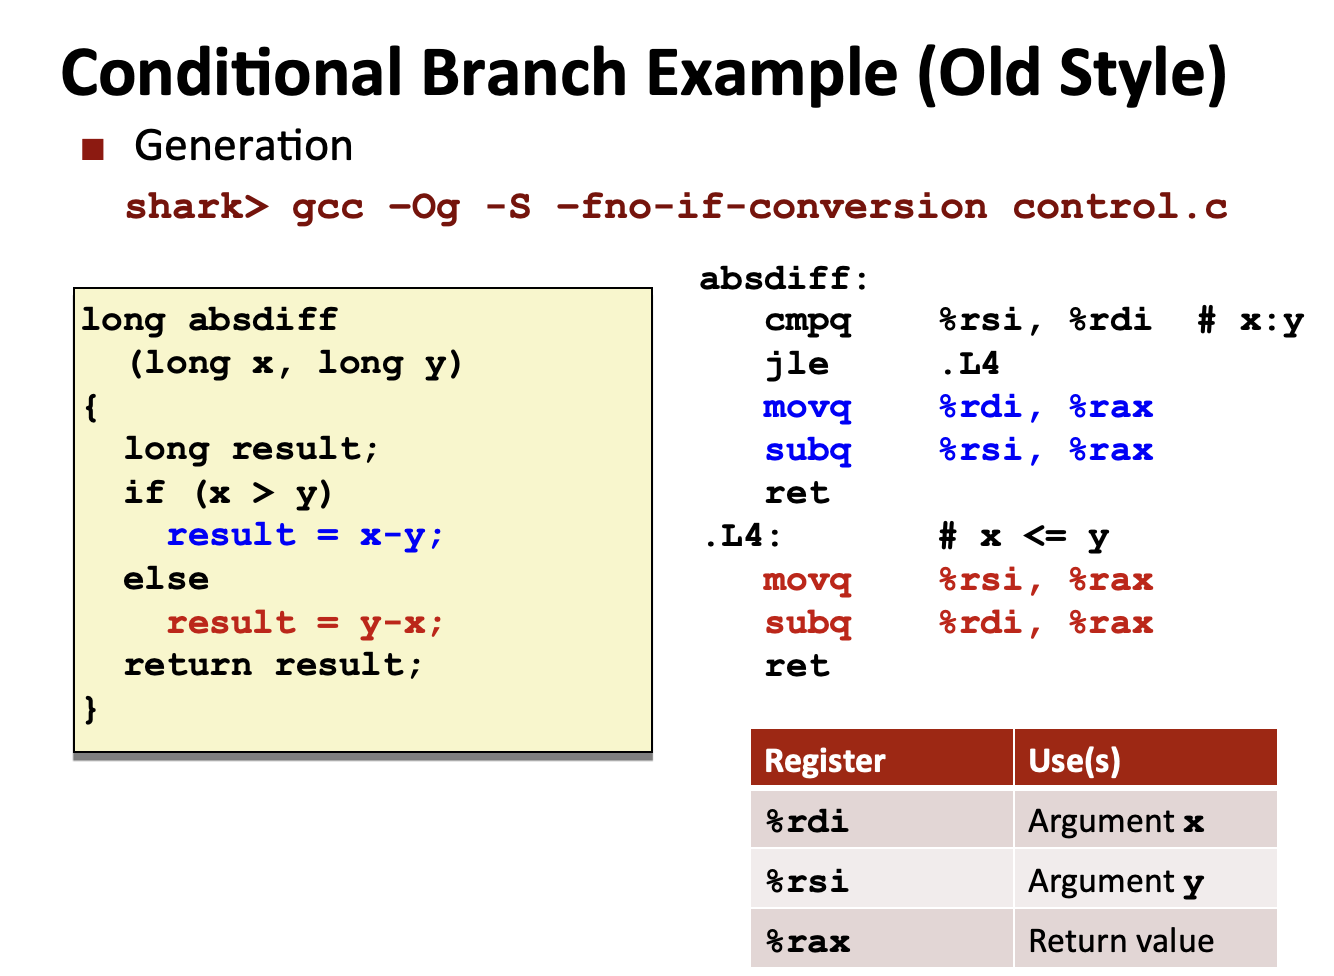 Conditional Branch Example (Old Style)
■ Generation
shark> gcc –Og -S –fno-if-conversion control.c
long absdiff
  (long x, long y)
{
  long result;
  if (x > y)
    result = x-y;
  else
    result = y-x;
  return result;
}
absdiff:
   cmpq    %rsi, %rdi  # x:y
   jle     .L4
   movq    %rdi, %rax
   subq    %rsi, %rax
   ret
.L4:       # x <= y
   movq    %rsi, %rax
   subq    %rdi, %rax
   ret
Register Use(s)
%rdi Argument x
%rsi Argument y
%rax Return value